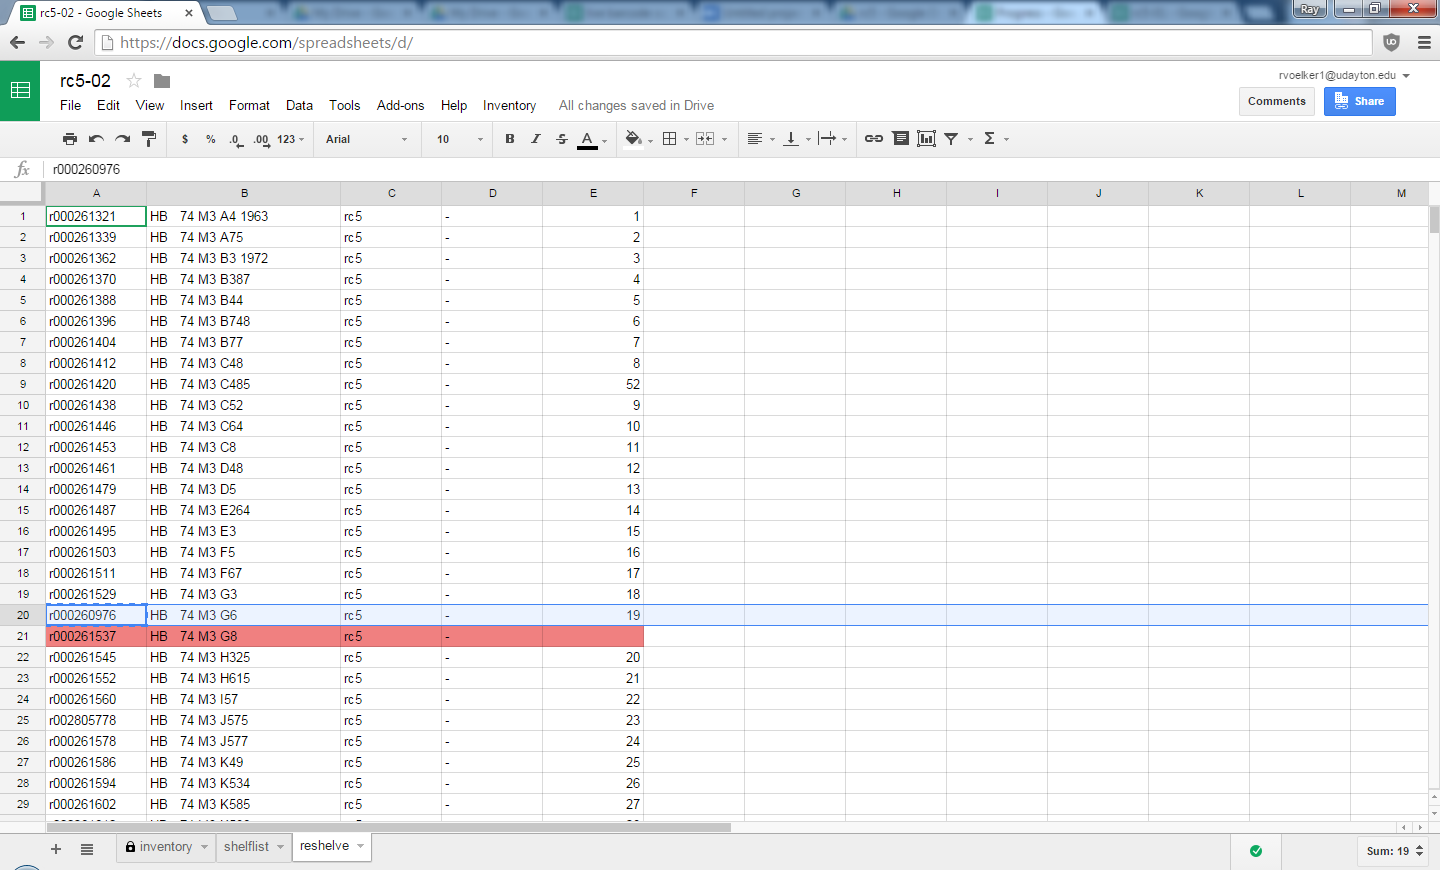 rc5-02 - Google Sheets
Ray
https://docs.google.com/spreadsheets/d/
rc5-02
rvoelker1@udayton.edu
File Edit View Insert Format Data Tools Add-ons Help Inventory All changes saved in Drive
Comments Share
$ % .0 .00 123 Arial 10 B I S A Σ
fx r000260976
A B C D E F G H I J K L M
1 r000261321 HB 74 M3 A4 1963 rc5 - 1
2 r000261339 HB 74 M3 A75 rc5 - 2
3 r000261362 HB 74 M3 B3 1972 rc5 - 3
4 r000261370 HB 74 M3 B387 rc5 - 4
5 r000261388 HB 74 M3 B44 rc5 - 5
6 r000261396 HB 74 M3 B748 rc5 - 6
7 r000261404 HB 74 M3 B77 rc5 - 7
8 r000261412 HB 74 M3 C48 rc5 - 8
9 r000261420 HB 74 M3 C485 rc5 - 52
10 r000261438 HB 74 M3 C52 rc5 - 9
11 r000261446 HB 74 M3 C64 rc5 - 10
12 r000261453 HB 74 M3 C8 rc5 - 11
13 r000261461 HB 74 M3 D48 rc5 - 12
14 r000261479 HB 74 M3 D5 rc5 - 13
15 r000261487 HB 74 M3 E264 rc5 - 14
16 r000261495 HB 74 M3 E3 rc5 - 15
17 r000261503 HB 74 M3 F5 rc5 - 16
18 r000261511 HB 74 M3 F67 rc5 - 17
19 r000261529 HB 74 M3 G3 rc5 - 18
20 r000260976 HB 74 M3 G6 rc5 - 19
21 r000261537 HB 74 M3 G8 rc5 -
22 r000261545 HB 74 M3 H325 rc5 - 20
23 r000261552 HB 74 M3 H615 rc5 - 21
24 r000261560 HB 74 M3 I57 rc5 - 22
25 r002805778 HB 74 M3 J575 rc5 - 23
26 r000261578 HB 74 M3 J577 rc5 - 24
27 r000261586 HB 74 M3 K49 rc5 - 25
28 r000261594 HB 74 M3 K534 rc5 - 26
29 r000261602 HB 74 M3 K585 rc5 - 27
inventory shelflist reshelve
Sum: 19